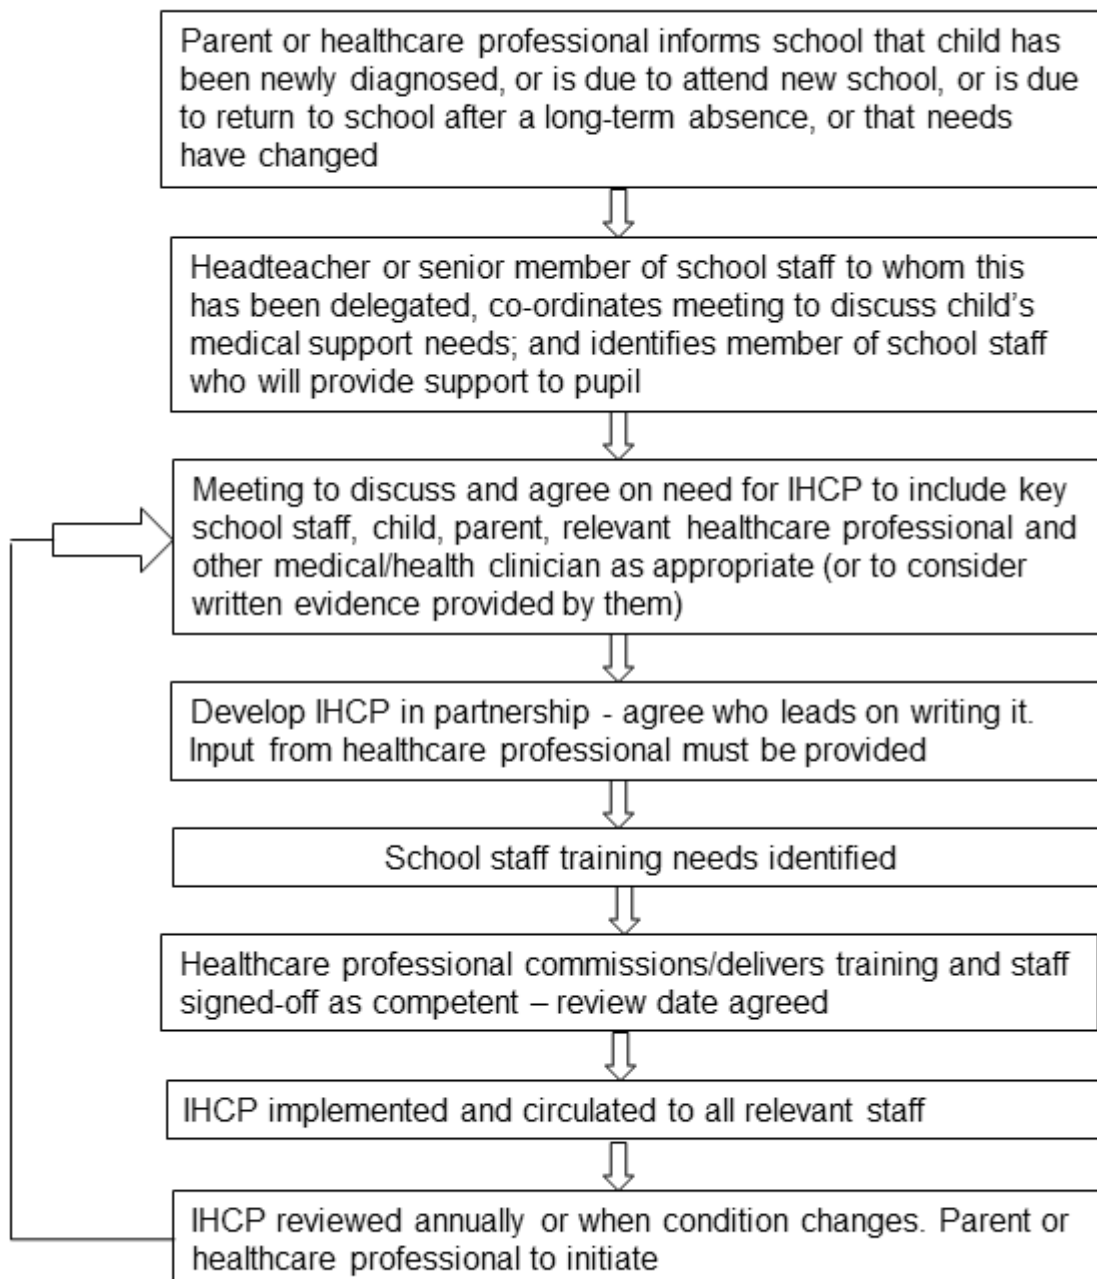 Parent or healthcare professional informs school that child has
been newly diagnosed, or is due to attend new school, or is due
to return to school after a long-term absence, or that needs
have changed
Headteacher or senior member of school staff to whom this
has been delegated, co-ordinates meeting to discuss child's
medical support needs; and identifies member of school staff
who will provide support to pupil
Meeting to discuss and agree on need for IHCP to include key
school staff, child, parent, relevant healthcare professional and
other medical/health clinician as appropriate (or to consider
written evidence provided by them)
Develop IHCP in partnership - agree who leads on writing it.
Input from healthcare professional must be provided
School staff training needs identified
Healthcare professional commissions/delivers training and staff
signed-off as competent – review date agreed
IHCP implemented and circulated to all relevant staff
IHCP reviewed annually or when condition changes. Parent or
healthcare professional to initiate